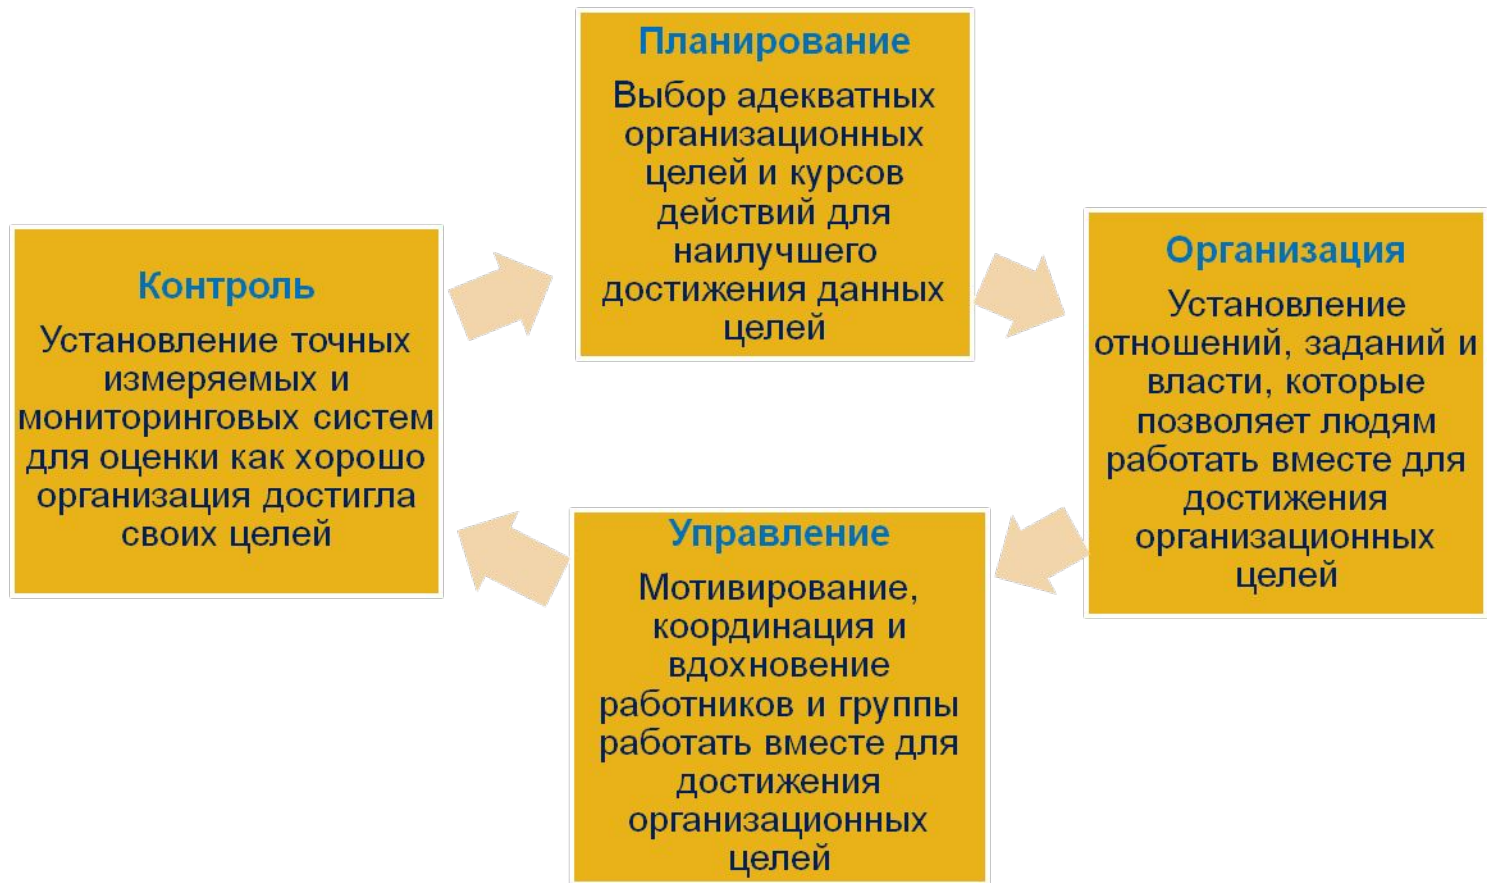 Планирование
Выбор адекватных
организационных
целей и курсов
действий для
наилучшего
достижения данных
целей
Организация
Установление
отношений, заданий и
власти, которые
позволяет людям
работать вместе для
достижения
организационных
целей
Управление
Мотивирование,
координация и
вдохновение
работников и группы
работать вместе для
достижения
организационных
целей
Контроль
Установление точных
измеряемых и
мониторинговых систем
для оценки как хорошо
организация достигла
своих целей